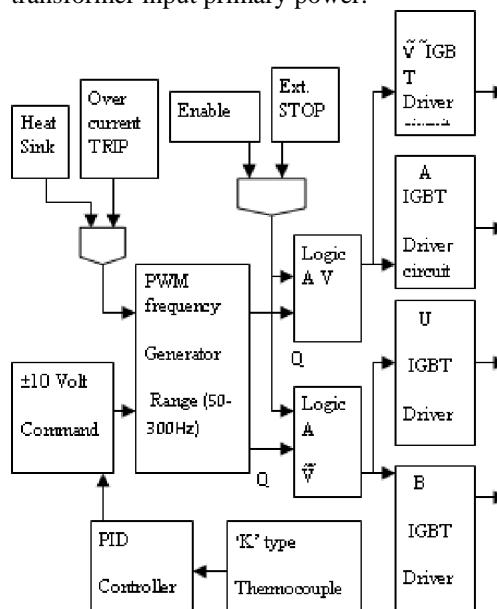 transformer input primary power.
Heat
Sink
Over
current
TRIP
Enable
Ext.
STOP
ṽ ˜IGB
T
Driver
A
IGBT
Driver
circuit
Logic
A V
PWM
frequency
Generator
Range (50-
300Hz)
Q
U
IGBT
Driver
±10 Volt
Command
Logic
A
Ṽ
Q
B
IGBT
Driver
PID
Controller
‘K’ type
Thermocouple